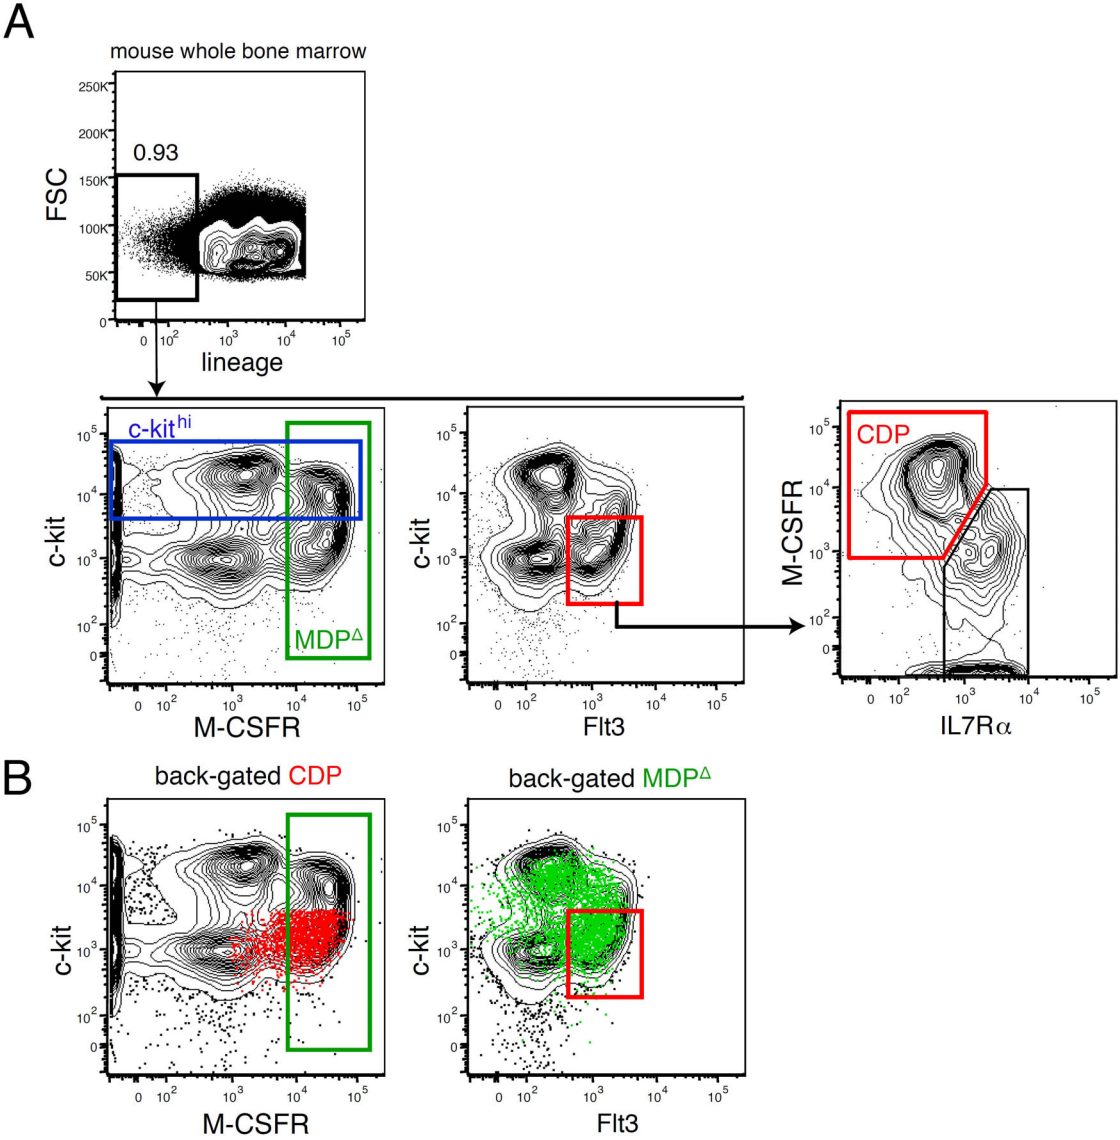 A
mouse whole bone marrow
250K
200K
150K
100K
50K
0
0.93
FSC
0 10² 10³ 10⁴ 10⁵
lineage
c-kit^hi
10⁵
10⁴
10³
10²
0
c-kit
MDP^Δ
0 10² 10³ 10⁴ 10⁵
M-CSFR
10⁵
10⁴
10³
10²
0
c-kit
0 10² 10³ 10⁴ 10⁵
Flt3
CDP
10⁵
10⁴
10³
10²
0
M-CSFR
0 10² 10³ 10⁴ 10⁵
IL7Rα
B
back-gated CDP
10⁵
10⁴
10³
10²
0
c-kit
0 10² 10³ 10⁴ 10⁵
M-CSFR
back-gated MDP^Δ
10⁵
10⁴
10³
10²
0
c-kit
0 10² 10³ 10⁴ 10⁵
Flt3